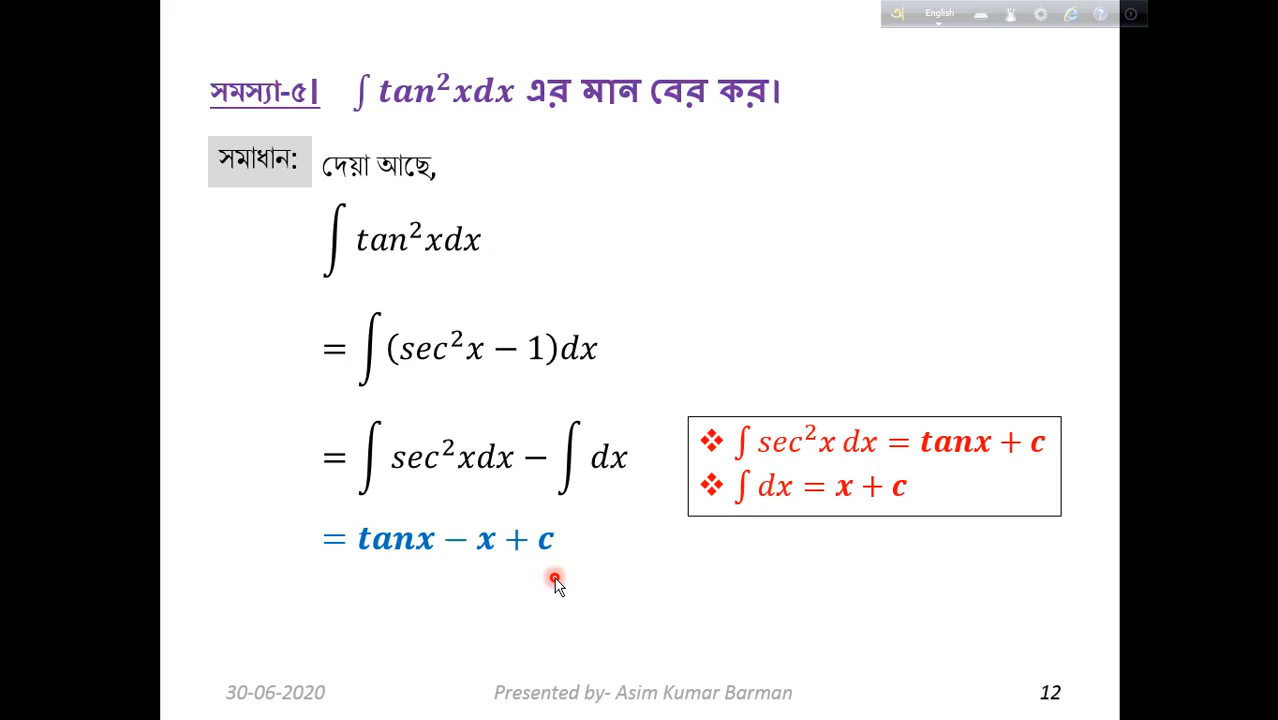 অ English
সমস্যা-৫। ∫ tan²xdx এর মান বের কর।
সমাধান: দেয়া আছে,
∫ tan²xdx
= ∫ (sec²x − 1)dx
= ∫ sec²xdx − ∫ dx
❖ ∫ sec²x dx = tanx + c
❖ ∫ dx = x + c
= tanx − x + c
30-06-2020 Presented by- Asim Kumar Barman 12